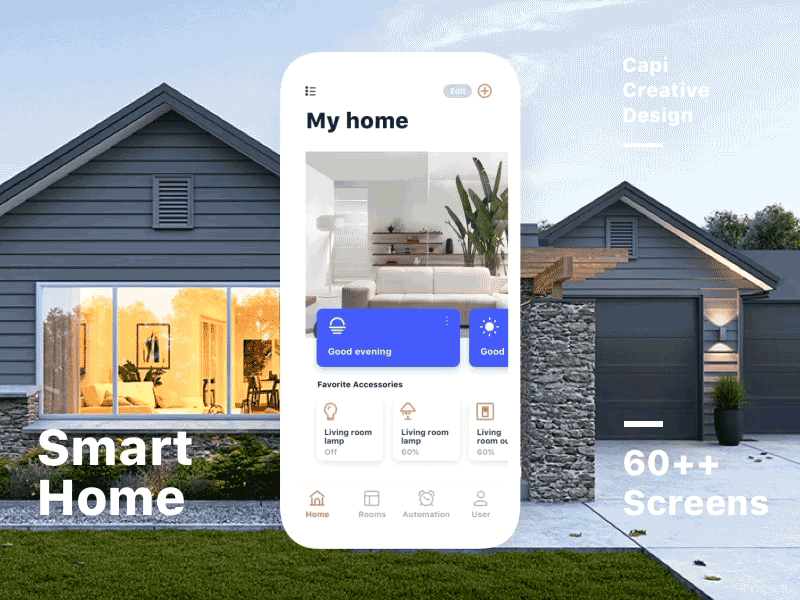 Capi
Creative
Design
Edit
My home
Good evening
Good
Favorite Accessories
Living room
lamp
Off
Living room
lamp
60%
Living
room ou
60%
Home
Rooms
Automation
User
Smart
Home
60++
Screens